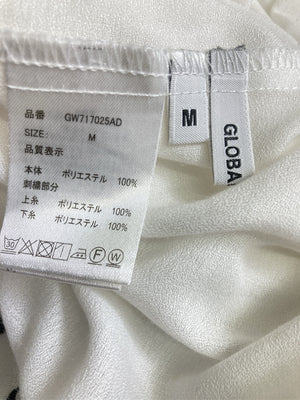 品番 GW717025AD
SIZE: M
品質表示
本体 ポリエステル 100%
刺繍部分
上糸 ポリエステル 100%
下糸 ポリエステル 100%
30
F W
M
GLOBA